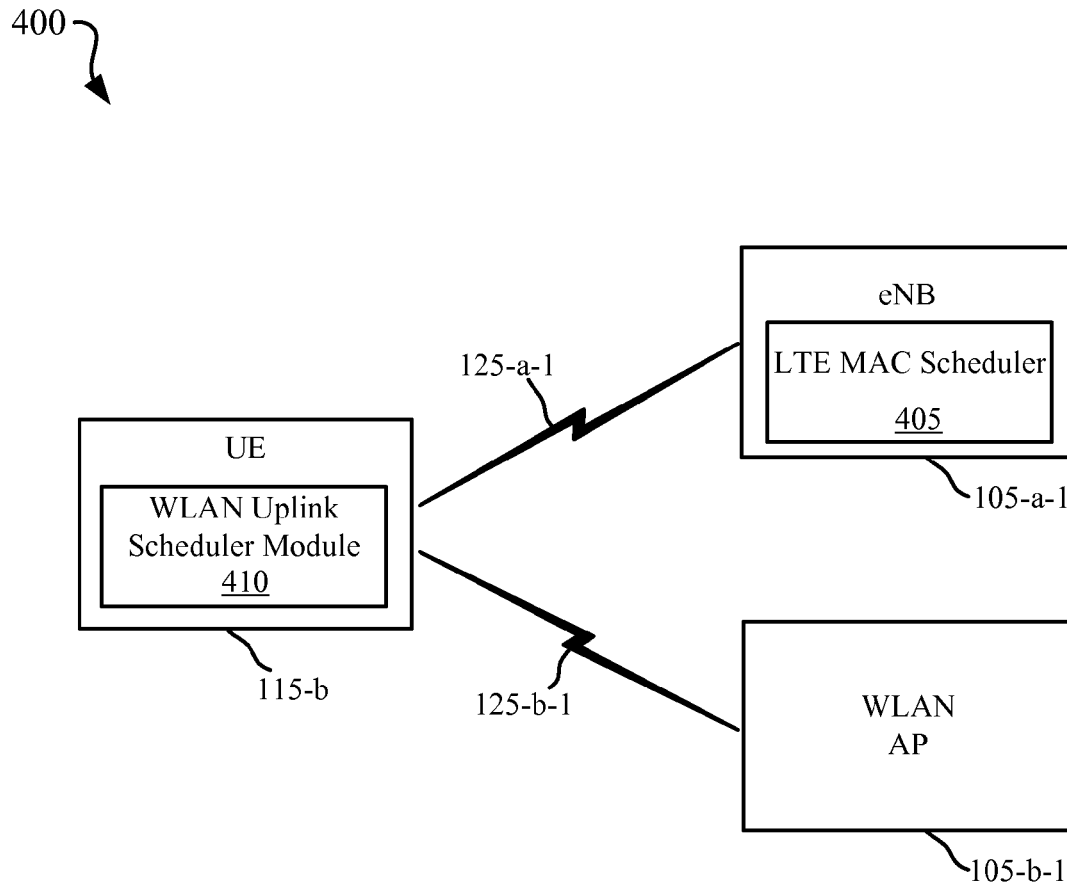 400
eNB
LTE MAC Scheduler
405
105-a-1
125-a-1
UE
WLAN Uplink
Scheduler Module
410
115-b
125-b-1
WLAN
AP
105-b-1